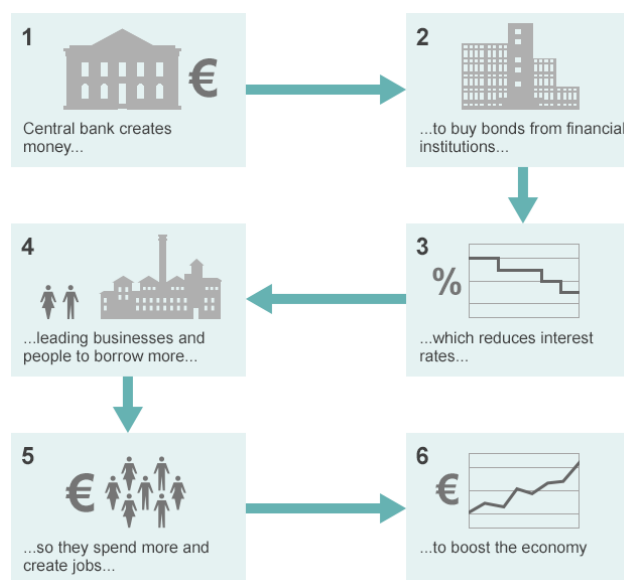 1
€
Central bank creates
money...
2
...to buy bonds from financial
institutions...
3
%
...which reduces interest
rates...
4
...leading businesses and
people to borrow more...
5
€
...so they spend more and
create jobs...
6
€
...to boost the economy